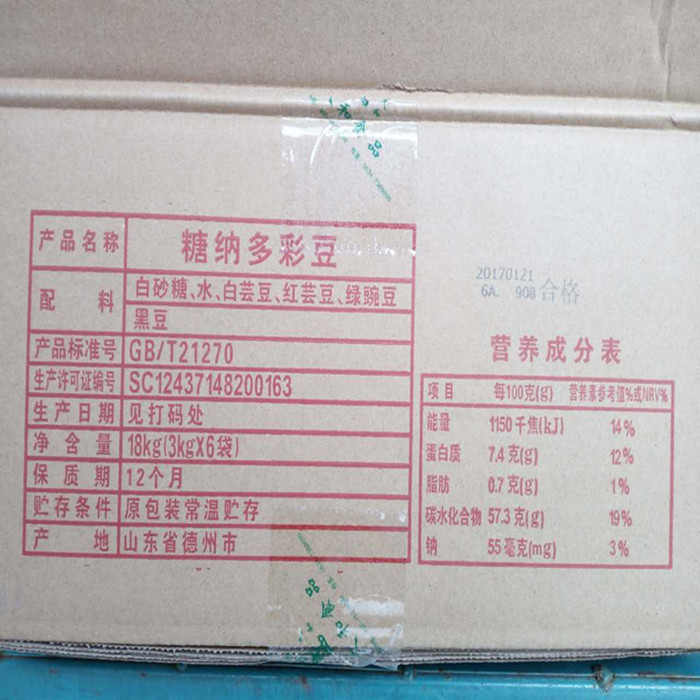 产品名称 糖纳多彩豆
配料 白砂糖、水、白芸豆、红芸豆、绿豌豆
黑豆
产品标准号 GB/T21270
生产许可证编号 SC12437148200163
生产日期 见打码处
净含量 18kg(3kgX6袋)
保质期 12个月
贮存条件 原包装常温贮存
产地 山东省德州市
20170121
6A. 908 合格
营养成分表
项目 每100克(g) 营养素参考值%或NRV%
能量 1150千焦(kJ) 14%
蛋白质 7.4克(g) 12%
脂肪 0.7克(g) 1%
碳水化合物 57.3克(g) 19%
钠 55毫克(mg) 3%